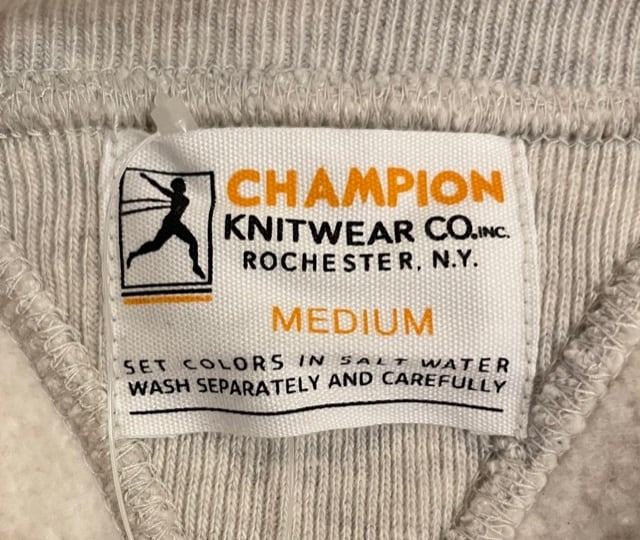 CHAMPION
KNITWEAR CO.INC.
ROCHESTER, N.Y.
MEDIUM
SET COLORS IN SALT WATER
WASH SEPARATELY AND CAREFULLY